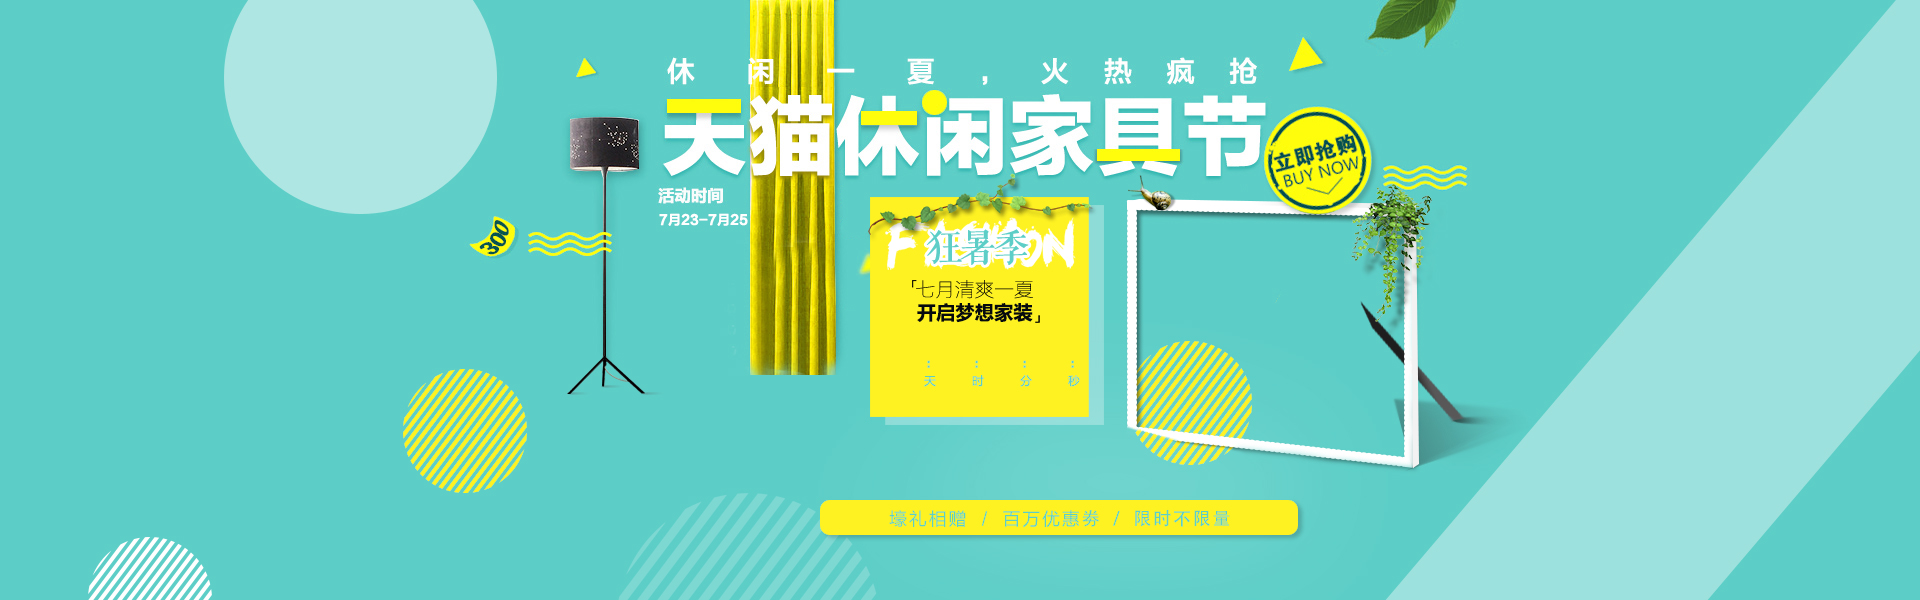 休闲一夏，火热疯抢
天猫休闲家具节
立即抢购
BUY NOW
活动时间
7月23-7月25
300
FASHION
狂暑季
「七月清爽一夏
开启梦想家装」
: : : :
天 时 分 秒
壕礼相赠 / 百万优惠券 / 限时不限量